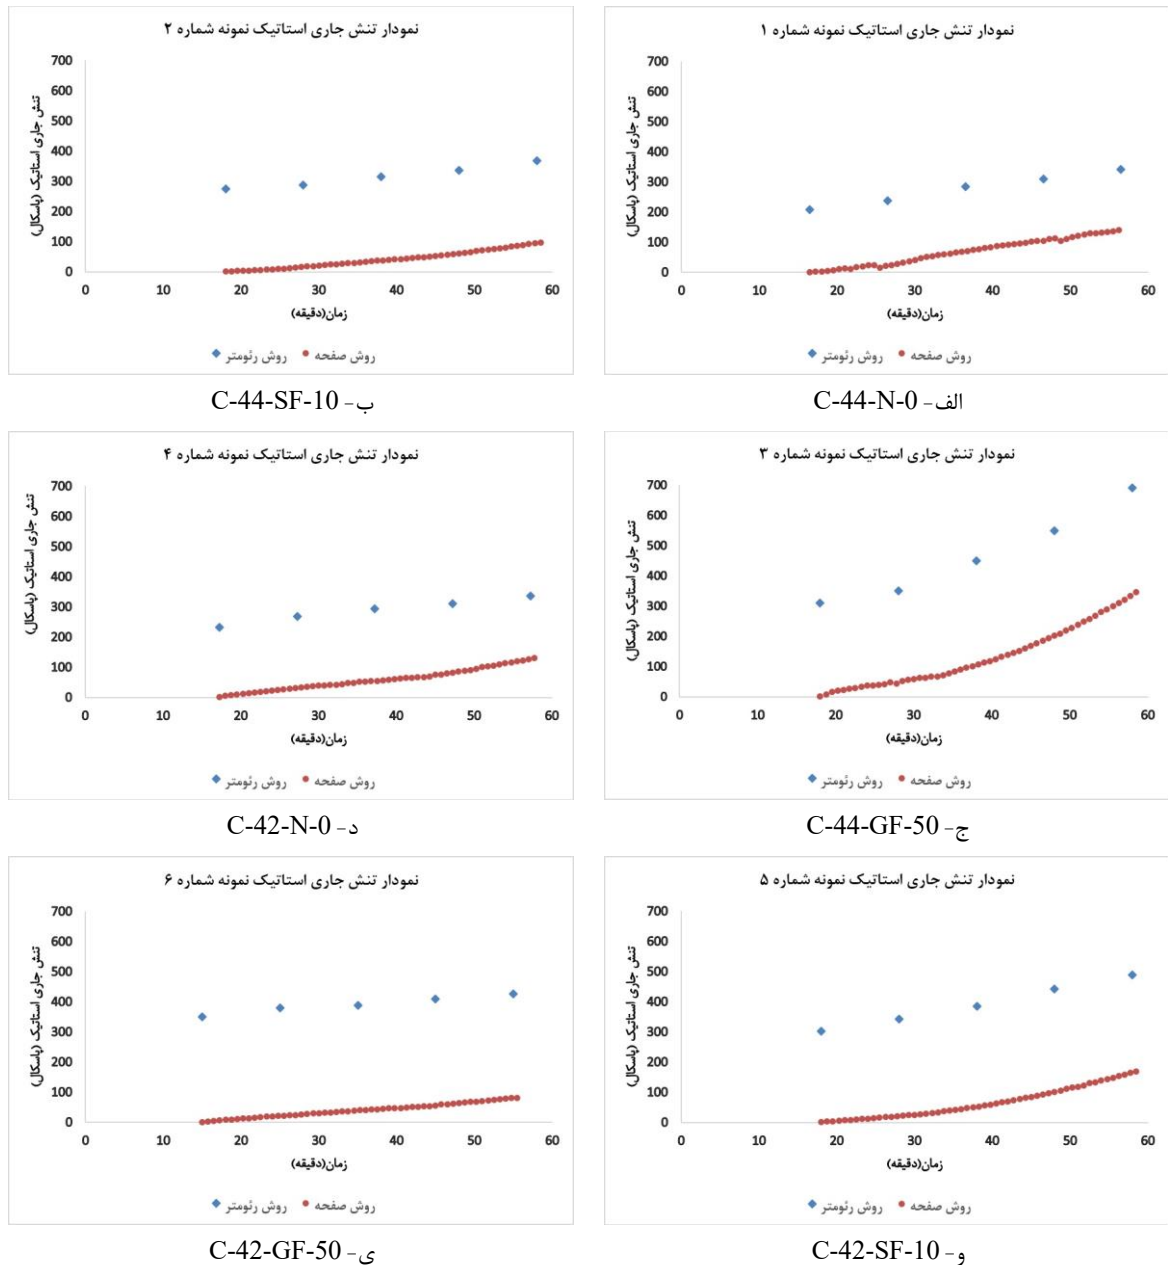 نمودار تنش جاری استاتیک نمونه شماره ۱
تنش جاری استاتیک (پاسکال)
700
600
500
400
300
200
100
0
0 10 20 30 40 50 60
زمان(دقیقه)
روش صفحه روش رئومتر
الف- C-44-N-0
نمودار تنش جاری استاتیک نمونه شماره ۲
تنش جاری استاتیک (پاسکال)
700
600
500
400
300
200
100
0
0 10 20 30 40 50 60
زمان(دقیقه)
روش صفحه روش رئومتر
ب- C-44-SF-10
نمودار تنش جاری استاتیک نمونه شماره ۳
تنش جاری استاتیک (پاسکال)
700
600
500
400
300
200
100
0
0 10 20 30 40 50 60
زمان(دقیقه)
روش صفحه روش رئومتر
ج- C-44-GF-50
نمودار تنش جاری استاتیک نمونه شماره ۴
تنش جاری استاتیک (پاسکال)
700
600
500
400
300
200
100
0
0 10 20 30 40 50 60
زمان(دقیقه)
روش صفحه روش رئومتر
د- C-42-N-0
نمودار تنش جاری استاتیک نمونه شماره ۵
تنش جاری استاتیک (پاسکال)
700
600
500
400
300
200
100
0
0 10 20 30 40 50 60
زمان(دقیقه)
روش صفحه روش رئومتر
و- C-42-SF-10
نمودار تنش جاری استاتیک نمونه شماره ۶
تنش جاری استاتیک (پاسکال)
700
600
500
400
300
200
100
0
0 10 20 30 40 50 60
زمان(دقیقه)
روش صفحه روش رئومتر
ی- C-42-GF-50